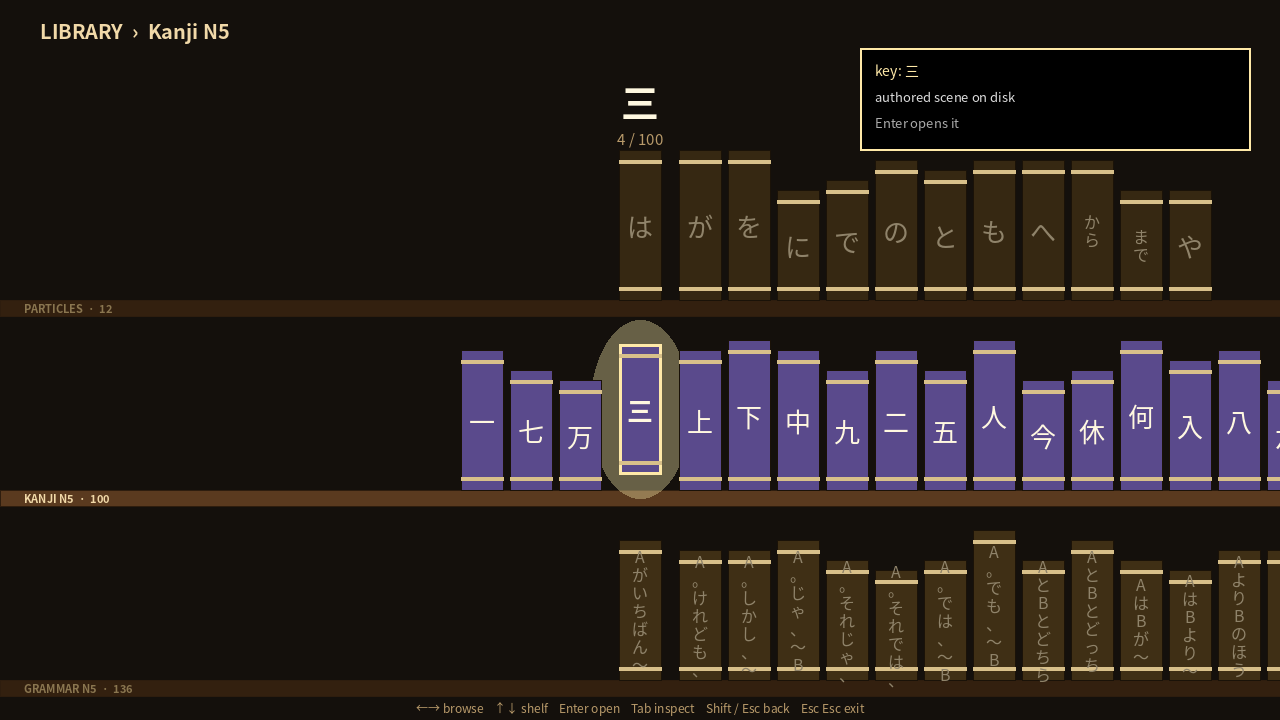 LIBRARY › Kanji N5
key: 三
authored scene on disk
Enter opens it
三
4 / 100
は
が
を
に
で
の
と
も
へ
から
まで
や
PARTICLES · 12
一
七
万
三
上
下
中
九
二
五
人
今
休
何
入
八
KANJI N5 · 100
Aがいちばん〜
A。けれども、
A。しかし、〜
A。じゃ、〜B
A。それじゃ、
A。それでは、
A。では、〜B
A。でも、〜B
AとBとどちら
AとBとどっち
AはBが〜
AはBより〜
AよりBのほう
GRAMMAR N5 · 136
←→ browse ↑↓ shelf Enter open Tab inspect Shift / Esc back Esc Esc exit